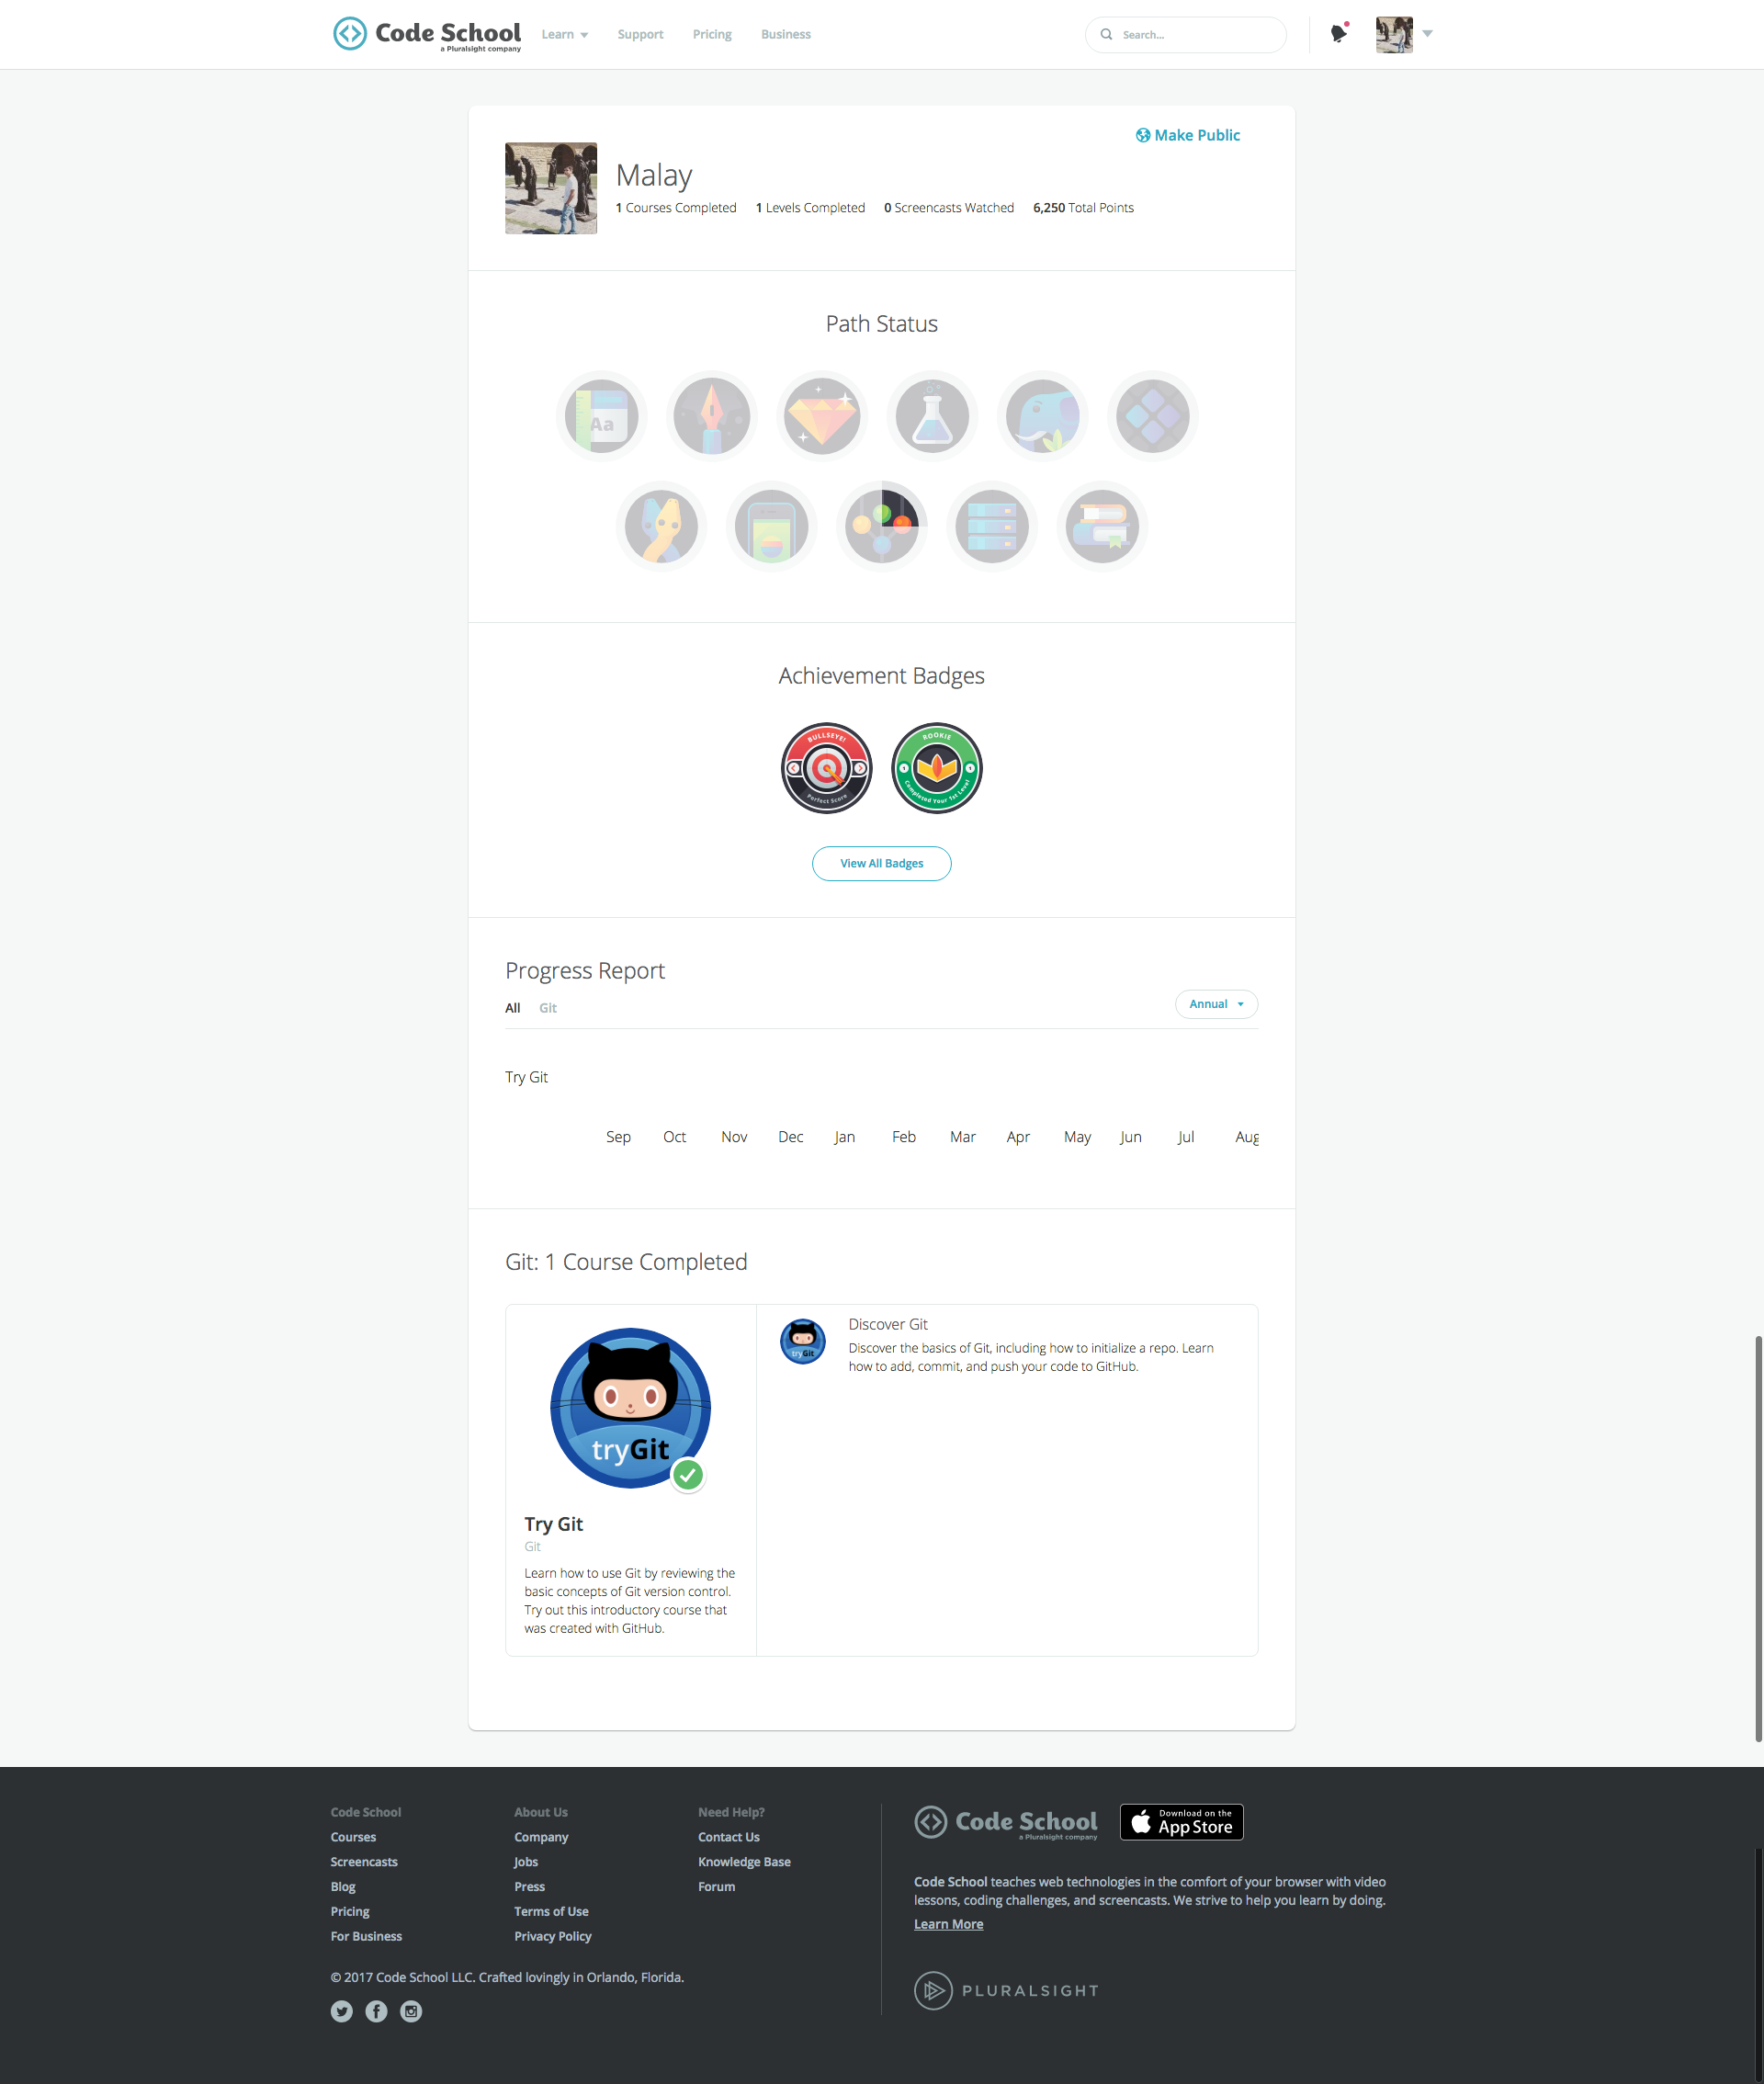 Code School
a Pluralsight company
Learn
Support
Pricing
Business
Search...
Make Public
Malay
1 Courses Completed 1 Levels Completed 0 Screencasts Watched 6,250 Total Points
Path Status
Aa
Achievement Badges
BULLSEYE!
Perfect Score
ROOKIE
1 1
Completed Your 1st Level
View All Badges
Progress Report
All Git
Annual
Try Git
Sep Oct Nov Dec Jan Feb Mar Apr May Jun Jul Aug
Git: 1 Course Completed
tryGit
Try Git
Git
Learn how to use Git by reviewing the
basic concepts of Git version control.
Try out this introductory course that
was created with GitHub.
tryGit
Discover Git
Discover the basics of Git, including how to initialize a repo. Learn
how to add, commit, and push your code to GitHub.
Code School
Courses
Screencasts
Blog
Pricing
For Business
About Us
Company
Jobs
Press
Terms of Use
Privacy Policy
Need Help?
Contact Us
Knowledge Base
Forum
© 2017 Code School LLC. Crafted lovingly in Orlando, Florida.
Code School
a Pluralsight company
Download on the
App Store
Code School teaches web technologies in the comfort of your browser with video
lessons, coding challenges, and screencasts. We strive to help you learn by doing.
Learn More
PLURALSIGHT